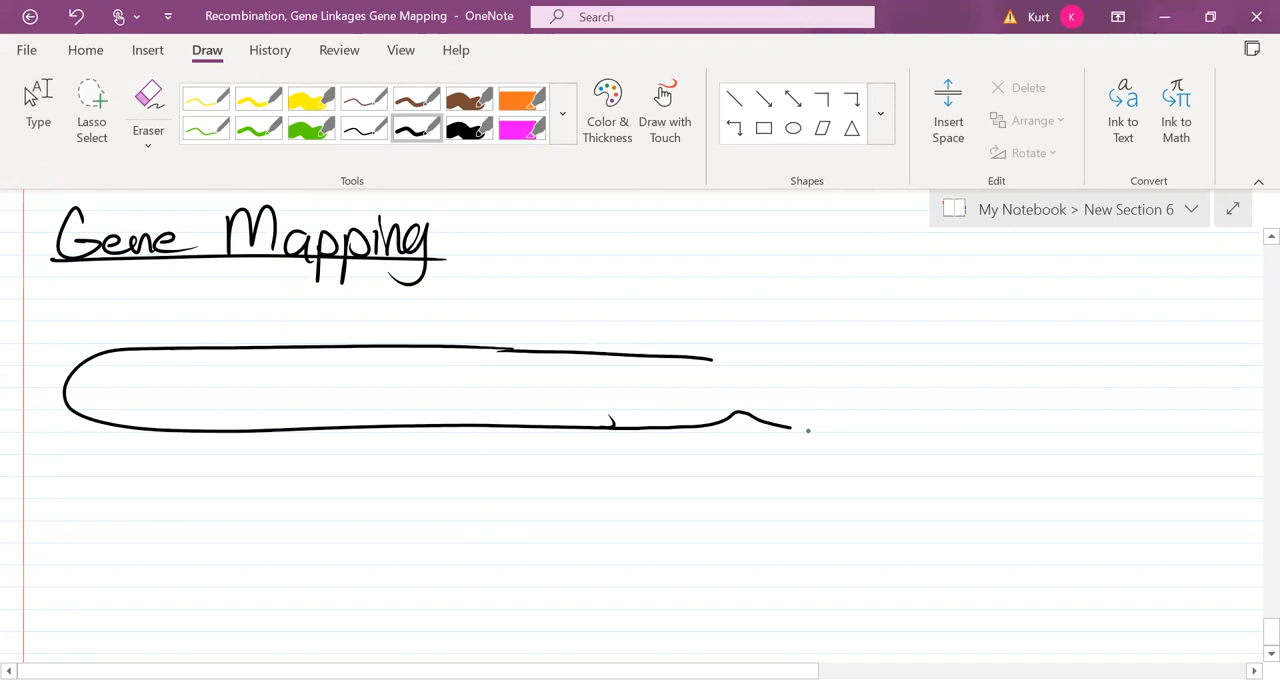 Recombination, Gene Linkages Gene Mapping - OneNote
Search
Kurt
K
File Home Insert Draw History Review View Help
Type
Lasso Select
Eraser
Color & Thickness
Draw with Touch
Insert Space
Delete
Arrange
Rotate
Ink to Text
Ink to Math
Tools
Shapes
Edit
Convert
My Notebook > New Section 6
Gene Mapping